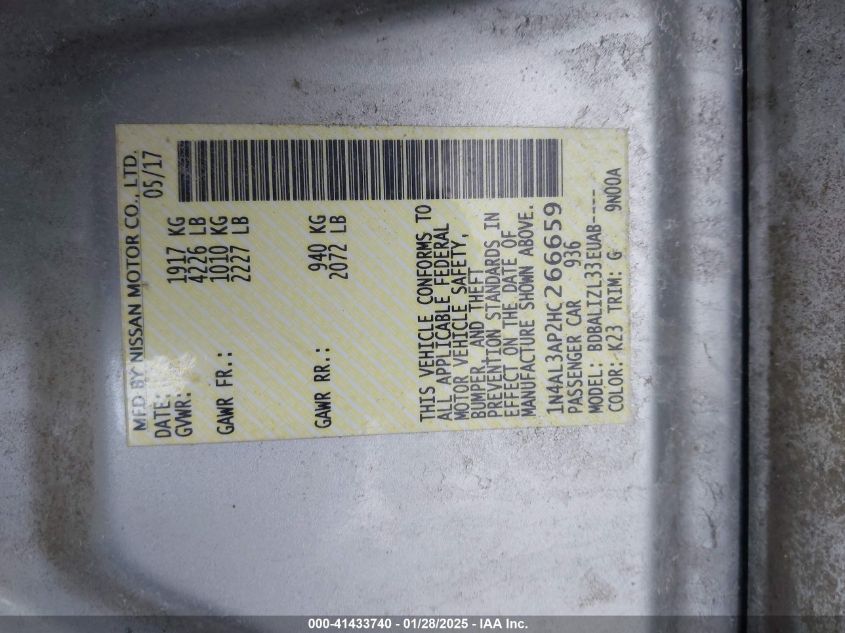 MFD BY NISSAN MOTOR CO., LTD.
DATE: 05/17
GVWR: 1917 KG
4226 LB
GAWR FR.: 1010 KG
2227 LB
GAWR RR.: 940 KG
2072 LB
THIS VEHICLE CONFORMS TO
ALL APPLICABLE FEDERAL
MOTOR VEHICLE SAFETY,
BUMPER, AND THEFT
PREVENTION STANDARDS IN
EFFECT ON THE DATE OF
MANUFACTURE SHOWN ABOVE.
1N4AL3AP2HC266659
PASSENGER CAR 936
MODEL: BDBALIZL33EUAB-----
COLOR: K23 TRIM: G 9N00A
000-41433740 - 01/28/2025 - IAA Inc.